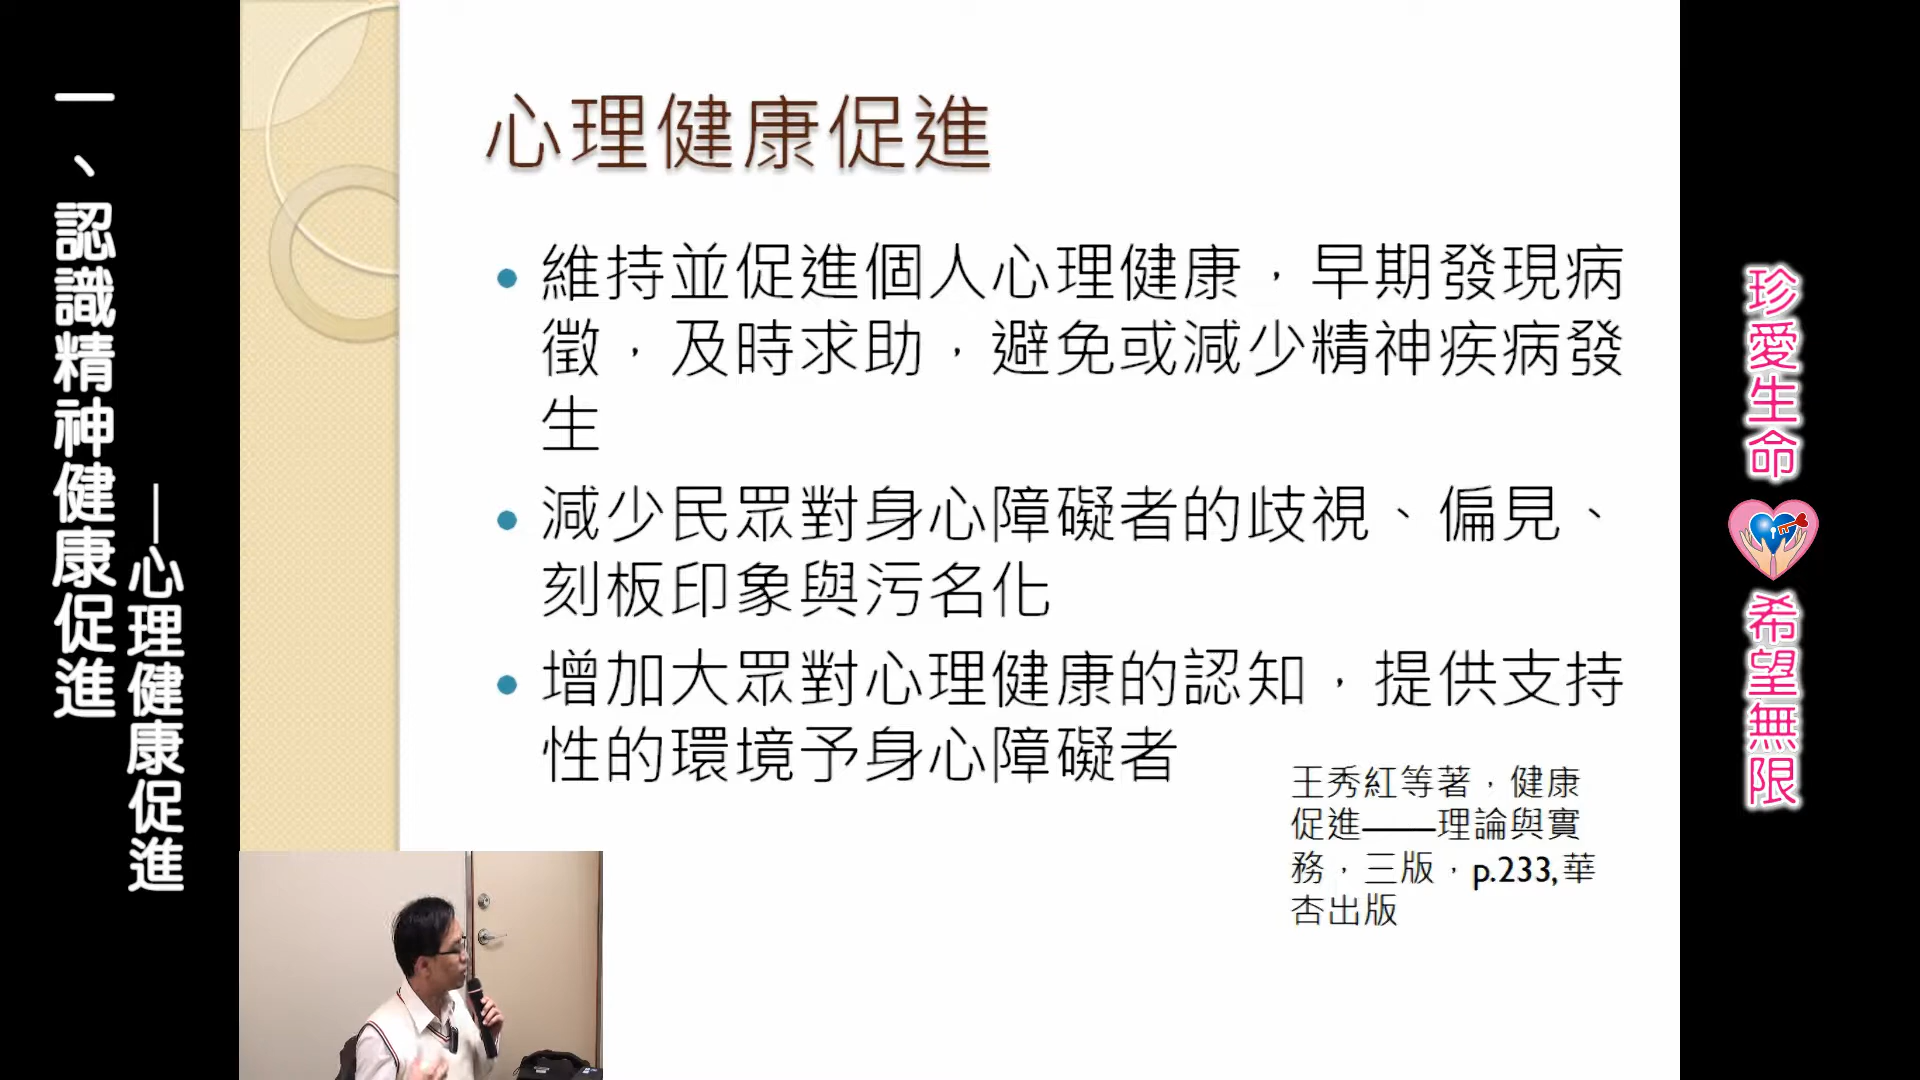 一、認識精神健康促進
—心理健康促進
心理健康促進
維持並促進個人心理健康，早期發現病
徵，及時求助，避免或減少精神疾病發
生
減少民眾對身心障礙者的歧視、偏見、
刻板印象與污名化
增加大眾對心理健康的認知，提供支持
性的環境予身心障礙者
王秀紅等著，健康
促進——理論與實
務，三版，p.233,華
杏出版
珍愛生命
希望無限